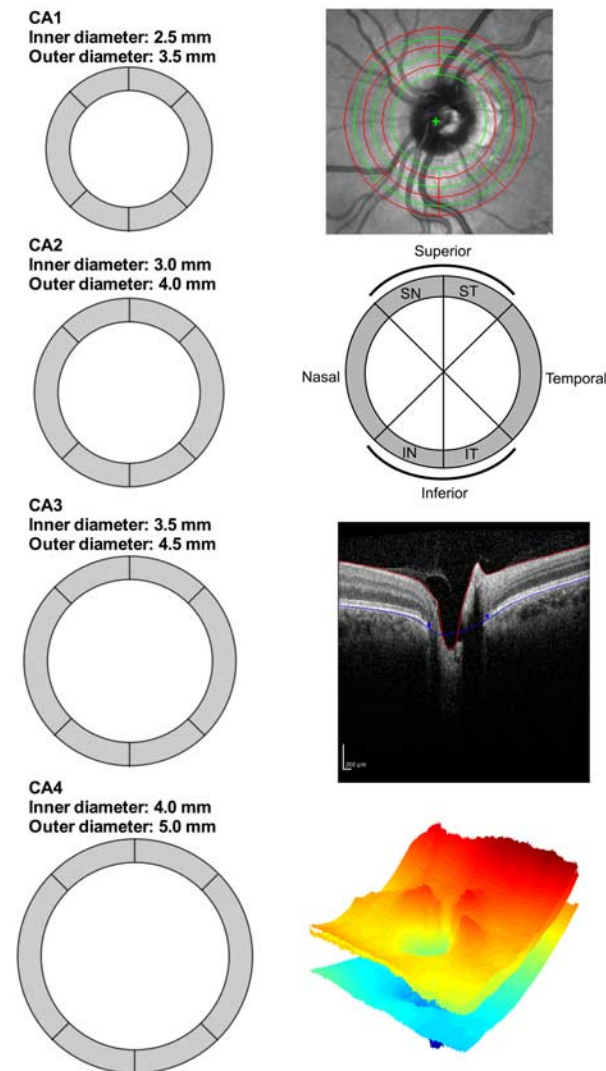 CA1
Inner diameter: 2.5 mm
Outer diameter: 3.5 mm
CA2
Inner diameter: 3.0 mm
Outer diameter: 4.0 mm
CA3
Inner diameter: 3.5 mm
Outer diameter: 4.5 mm
CA4
Inner diameter: 4.0 mm
Outer diameter: 5.0 mm
Superior
SN ST
Nasal Temporal
IN IT
Inferior
200 µm